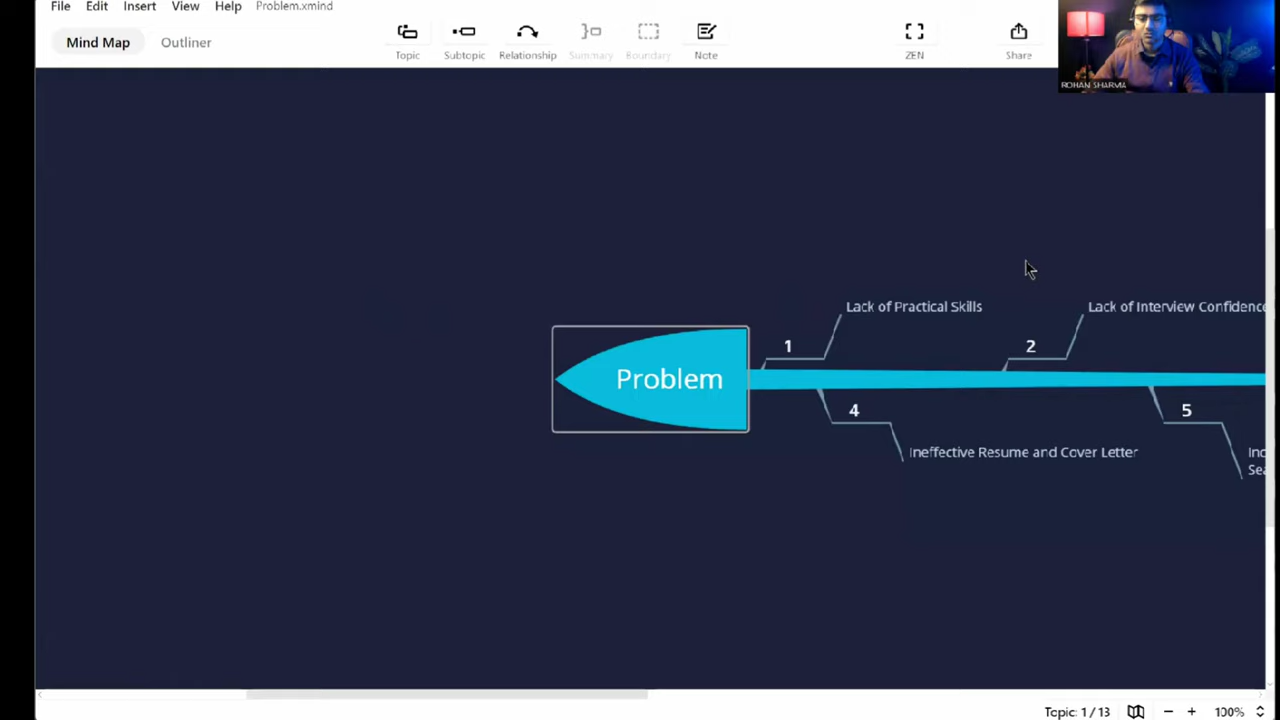 File Edit Insert View Help Problem.xmind
Mind Map Outliner
Topic Subtopic Relationship Summary Boundary Note ZEN Share
ROHAN SHARMA
Lack of Practical Skills
Lack of Interview Confidence
1
2
Problem
4
5
Ineffective Resume and Cover Letter
Topic: 1 / 13
100%